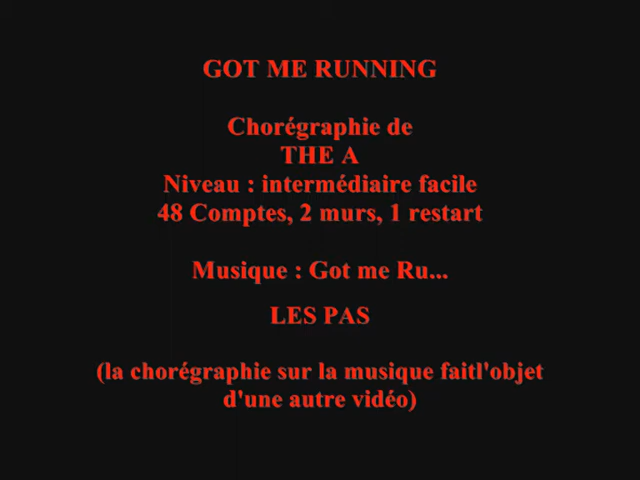 GOT ME RUNNING
Chorégraphie de
THE A
Niveau : intermédiaire facile
48 Comptes, 2 murs, 1 restart
Musique : Got me Ru...
LES PAS
(la chorégraphie sur la musique faitl'objet
d'une autre vidéo)